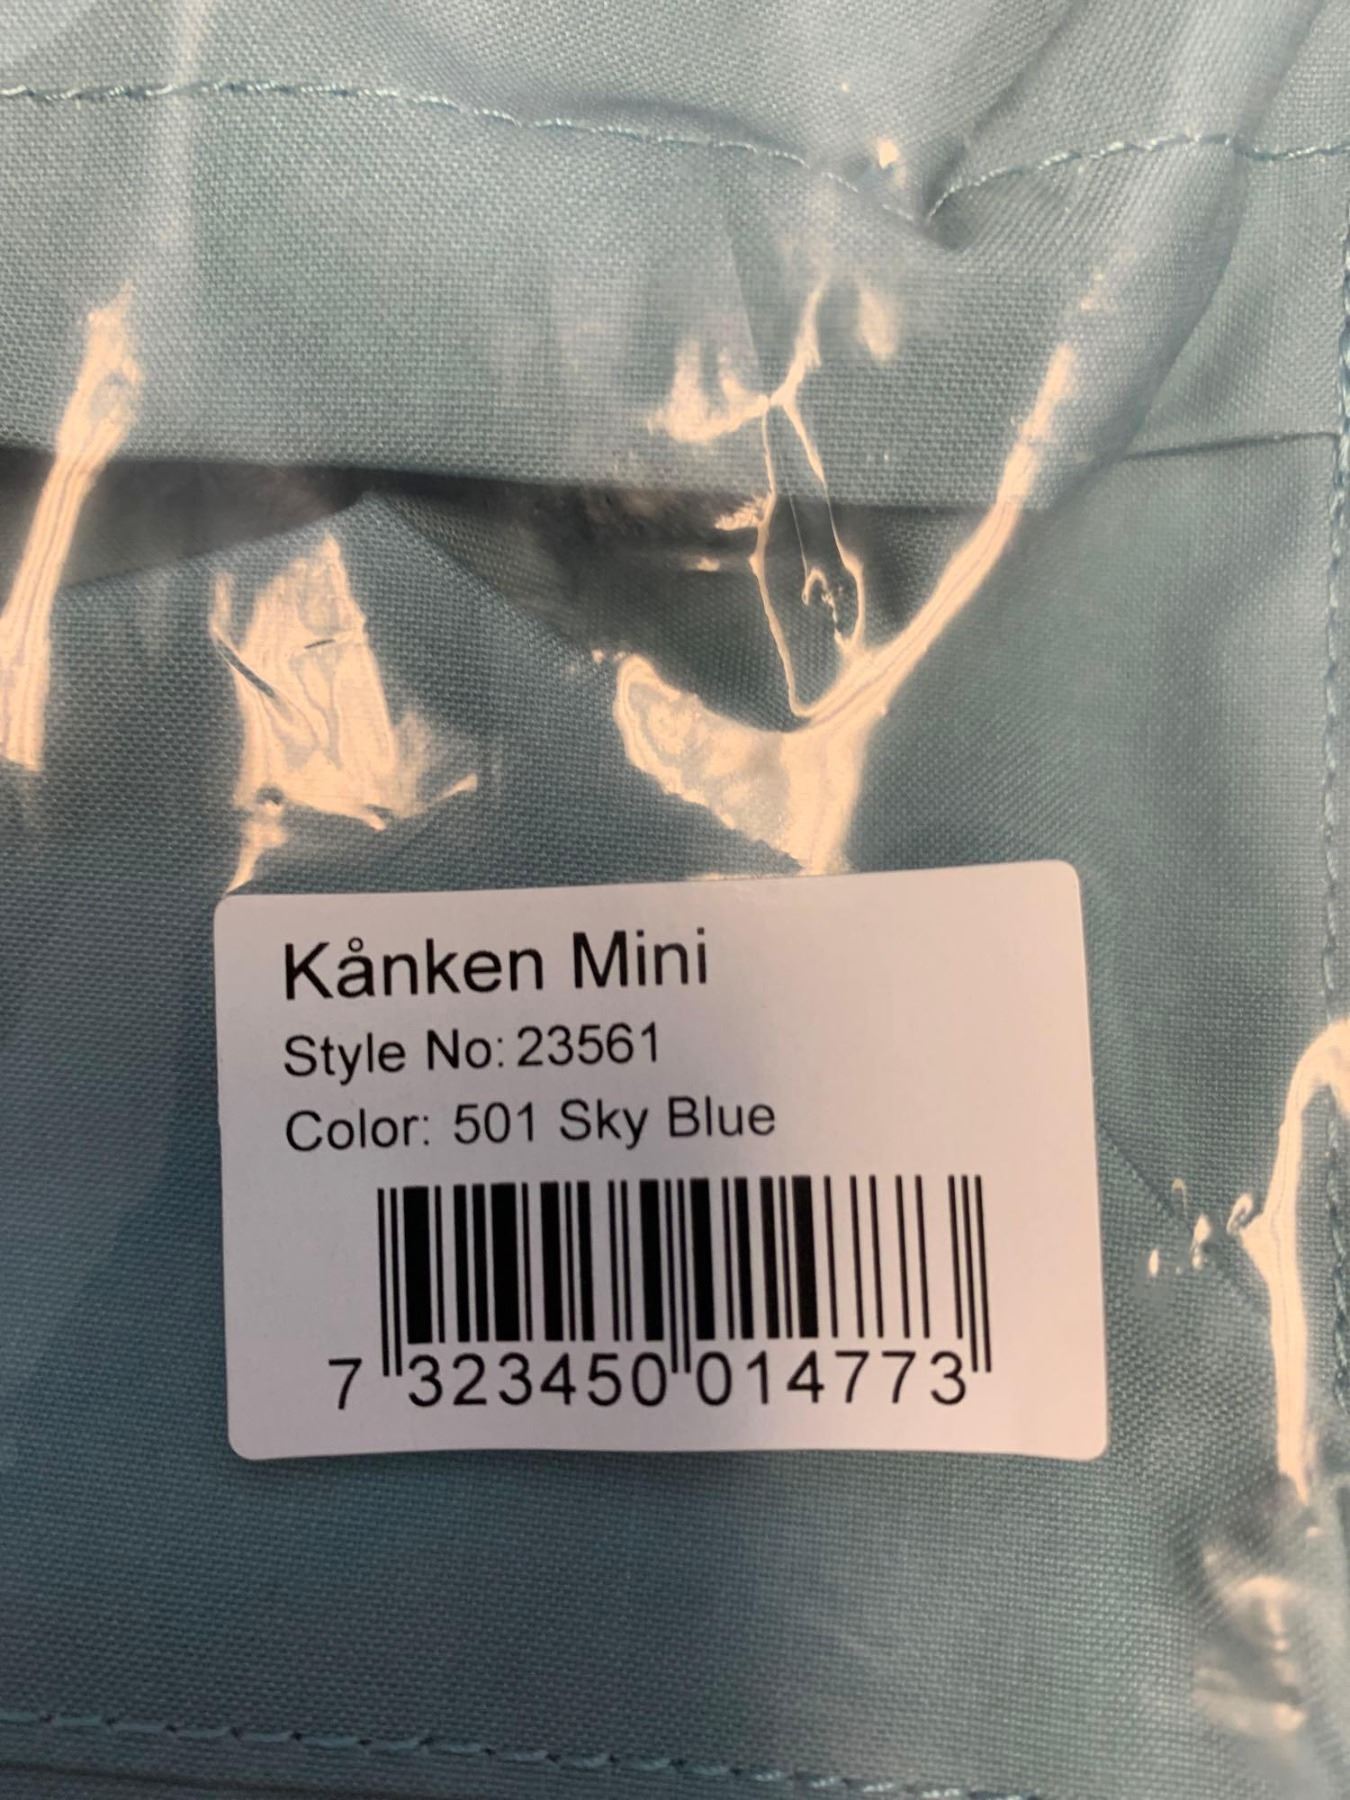 Kånken Mini
Style No: 23561
Color: 501 Sky Blue
7 323450 014773